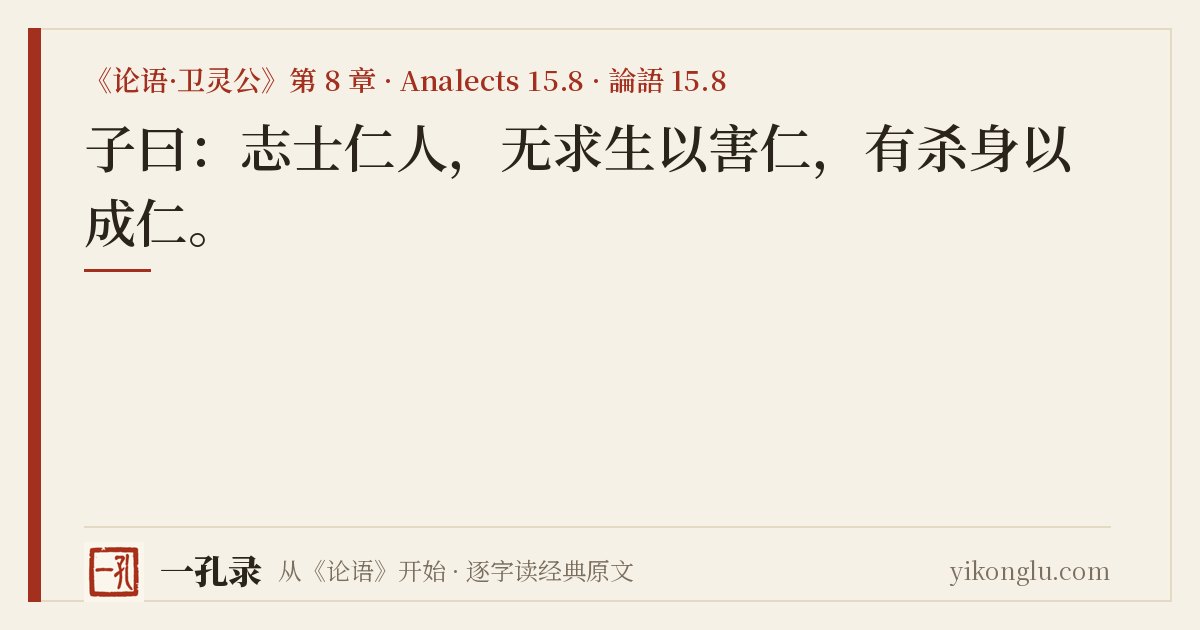 《论语·卫灵公》第 8 章 · Analects 15.8 · 論語 15.8
子曰：志士仁人，无求生以害仁，有杀身以
成仁。
一孔
一孔录 从《论语》开始 · 逐字读经典原文 yikonglu.com